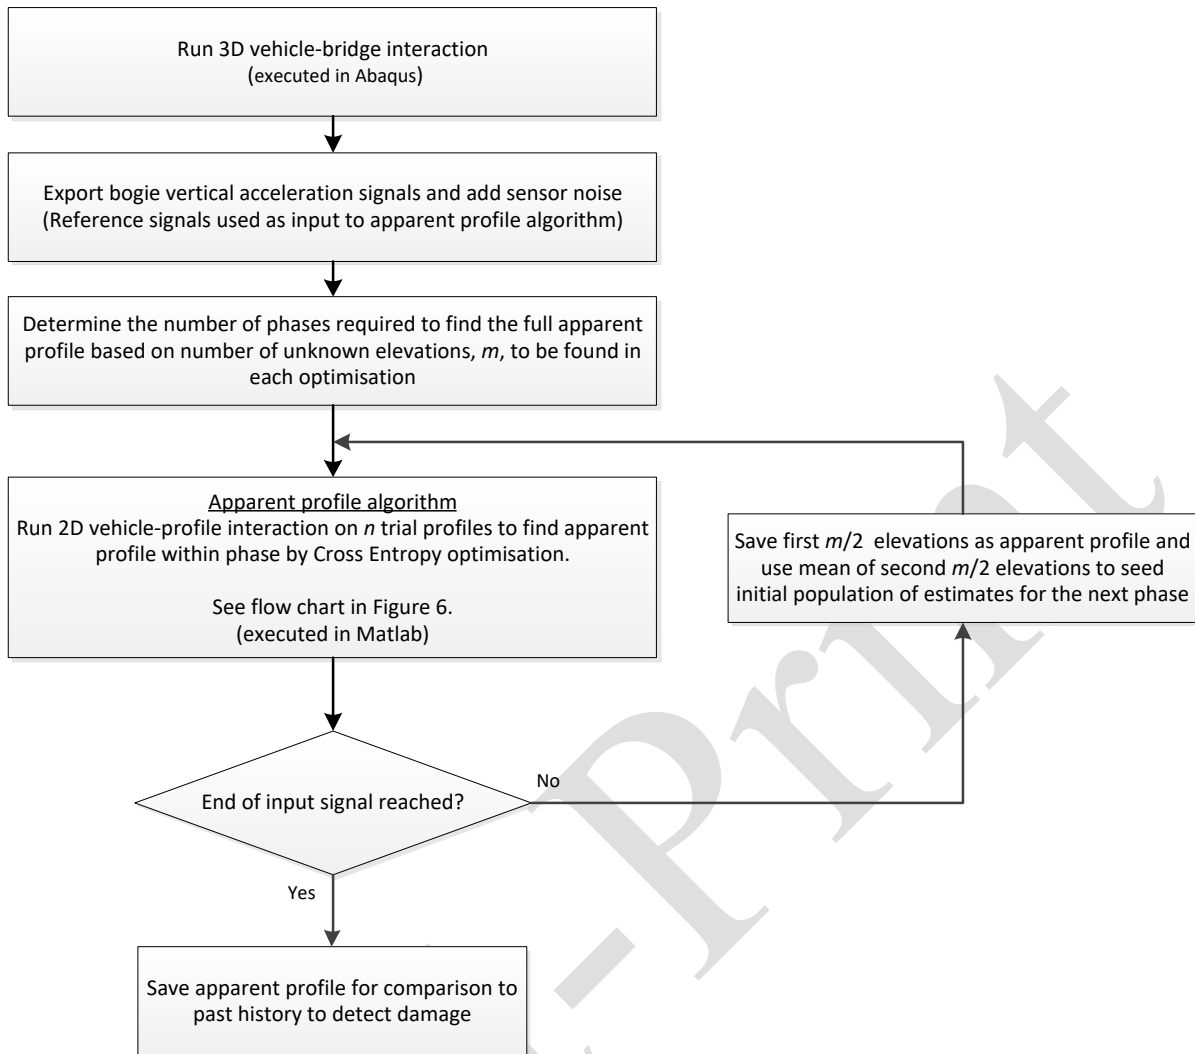 Run 3D vehicle-bridge interaction
(executed in Abaqus)
Export bogie vertical acceleration signals and add sensor noise
(Reference signals used as input to apparent profile algorithm)
Determine the number of phases required to find the full apparent
profile based on number of unknown elevations, m, to be found in
each optimisation
Apparent profile algorithm
Run 2D vehicle-profile interaction on n trial profiles to find apparent
profile within phase by Cross Entropy optimisation.
See flow chart in Figure 6.
(executed in Matlab)
Save first m/2 elevations as apparent profile and
use mean of second m/2 elevations to seed
initial population of estimates for the next phase
End of input signal reached?
No
Yes
Save apparent profile for comparison to
past history to detect damage
-Print